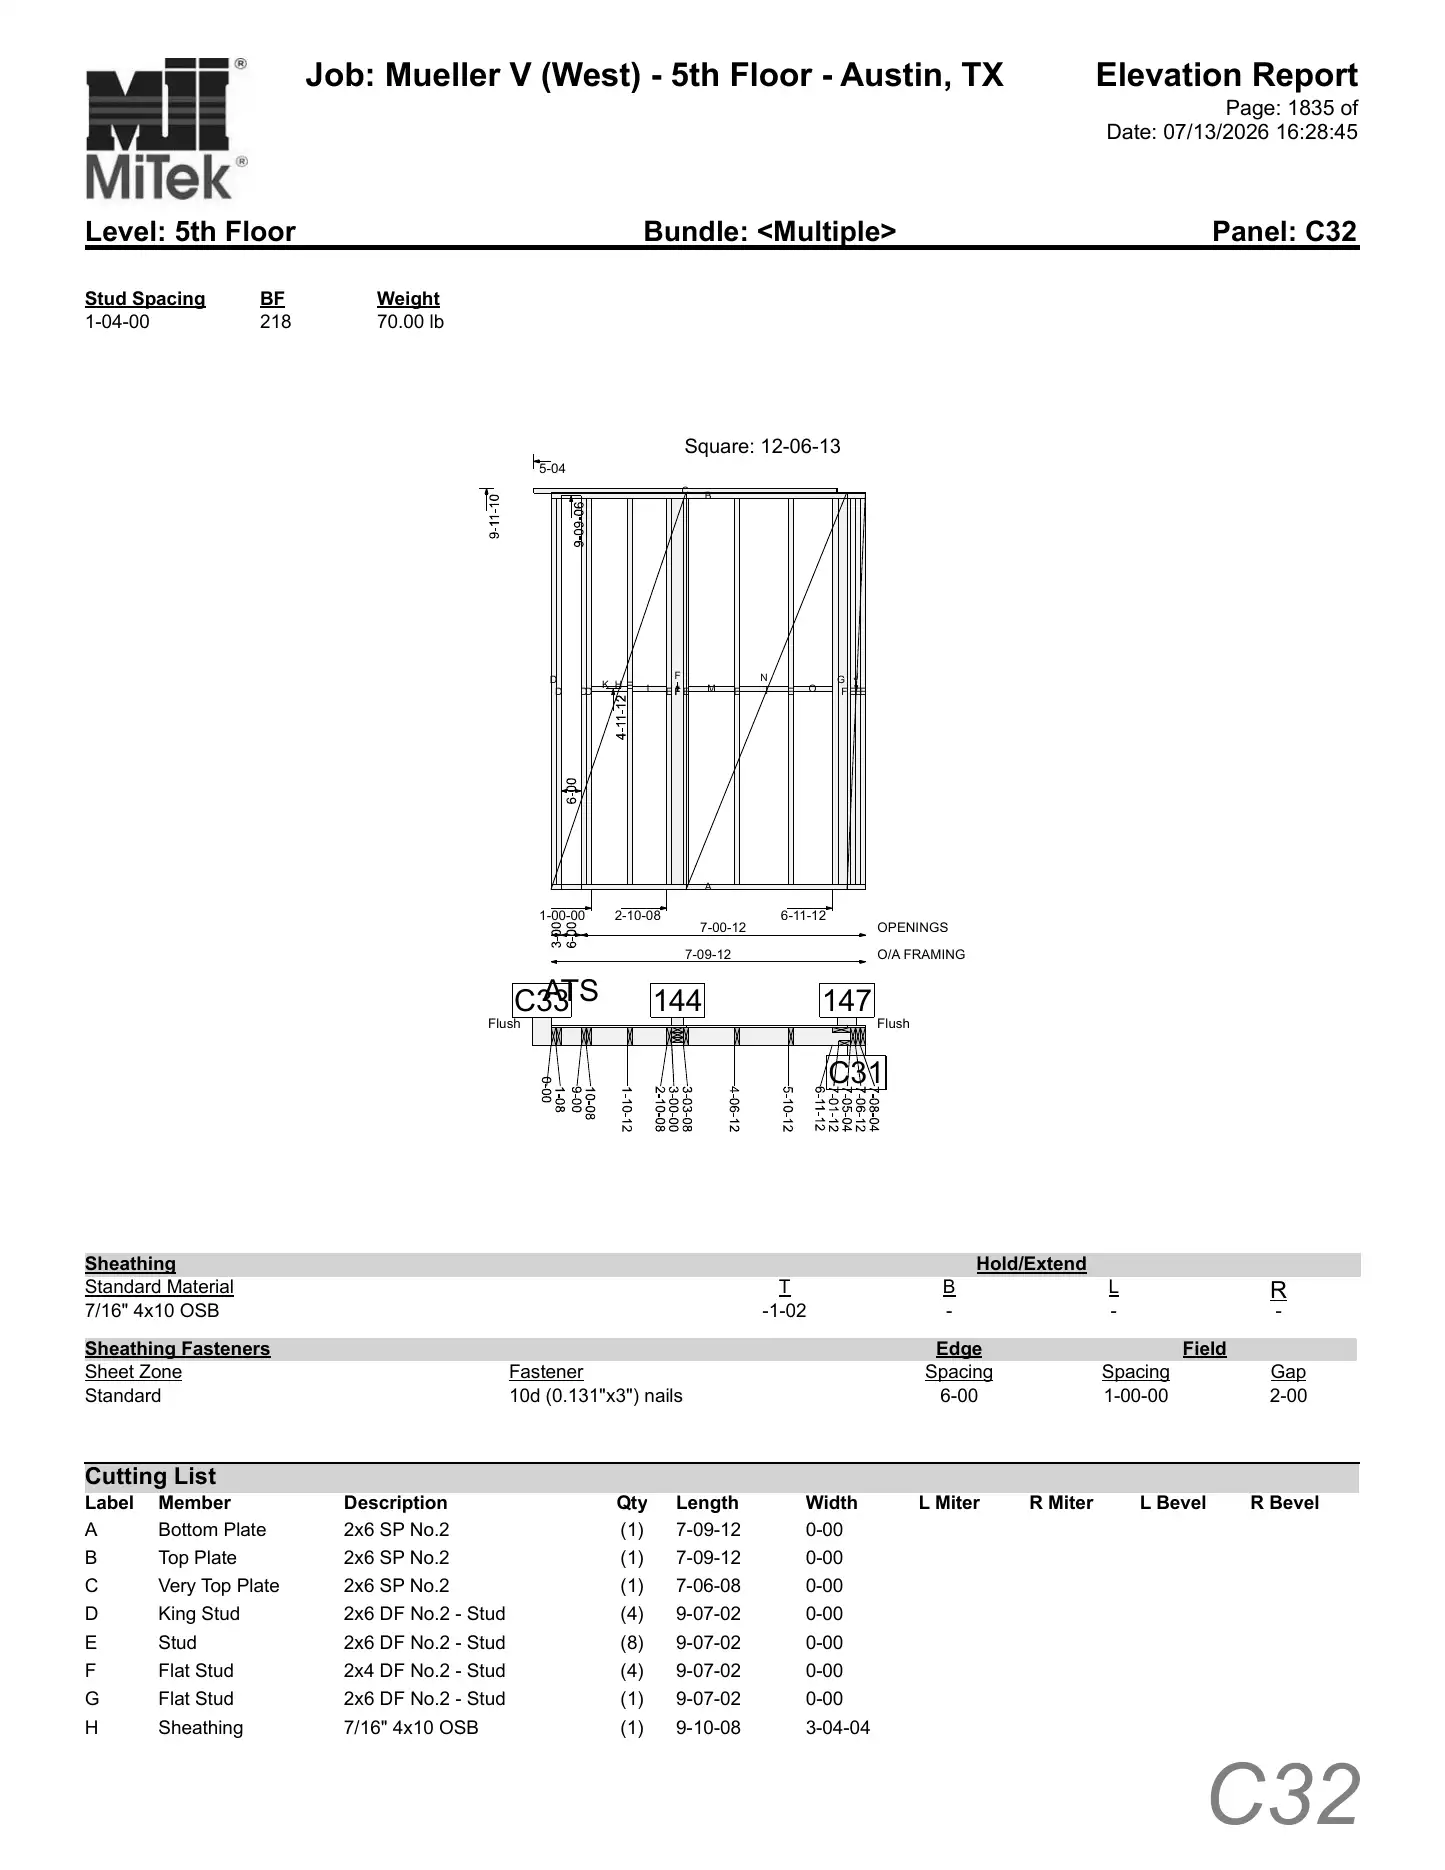 Job: Mueller V (West) - 5th Floor - Austin, TX
Elevation Report
Page: 1835 of
Date: 07/13/2026 16:28:45
MiTek®
Level: 5th Floor Bundle: <Multiple> Panel: C32
Stud Spacing BF Weight
1-04-00 218 70.00 lb
Square: 12-06-13
5-04
9-11-10
9-09-06
C
B
D
D
D
K
H
E
I
F
F
M
N
O
G
F
4-11-12
6-00
A
1-00-00 2-10-08 6-11-12
3-00
6-00
7-00-12 OPENINGS
7-09-12 O/A FRAMING
ATS
C33 144 147
Flush Flush
C31
0-00
1-08
9-00
10-08
1-10-12
2-10-08
3-00-00
3-03-08
4-06-12
5-10-12
6-11-12
7-01-12
7-05-04
7-06-12
7-08-04
Sheathing Hold/Extend
Standard Material T B L R
7/16" 4x10 OSB -1-02 - - -
Sheathing Fasteners Edge Field
Sheet Zone Fastener Spacing Spacing Gap
Standard 10d (0.131"x3") nails 6-00 1-00-00 2-00
Cutting List
Label Member Description Qty Length Width L Miter R Miter L Bevel R Bevel
A Bottom Plate 2x6 SP No.2 (1) 7-09-12 0-00
B Top Plate 2x6 SP No.2 (1) 7-09-12 0-00
C Very Top Plate 2x6 SP No.2 (1) 7-06-08 0-00
D King Stud 2x6 DF No.2 - Stud (4) 9-07-02 0-00
E Stud 2x6 DF No.2 - Stud (8) 9-07-02 0-00
F Flat Stud 2x4 DF No.2 - Stud (4) 9-07-02 0-00
G Flat Stud 2x6 DF No.2 - Stud (1) 9-07-02 0-00
H Sheathing 7/16" 4x10 OSB (1) 9-10-08 3-04-04
C32